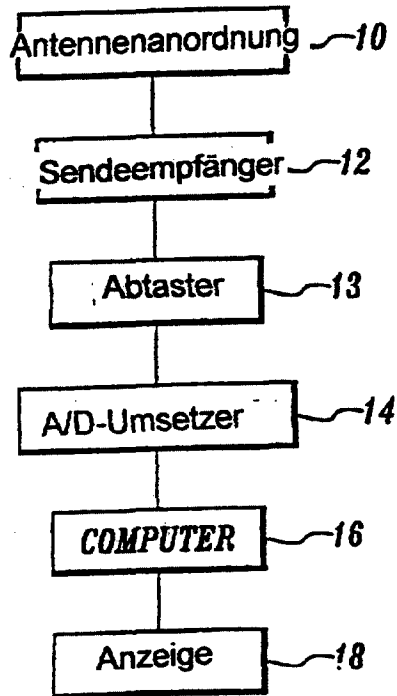 Antennenanordnung 10
Sendeempfänger 12
Abtaster 13
A/D-Umsetzer 14
COMPUTER 16
Anzeige 18